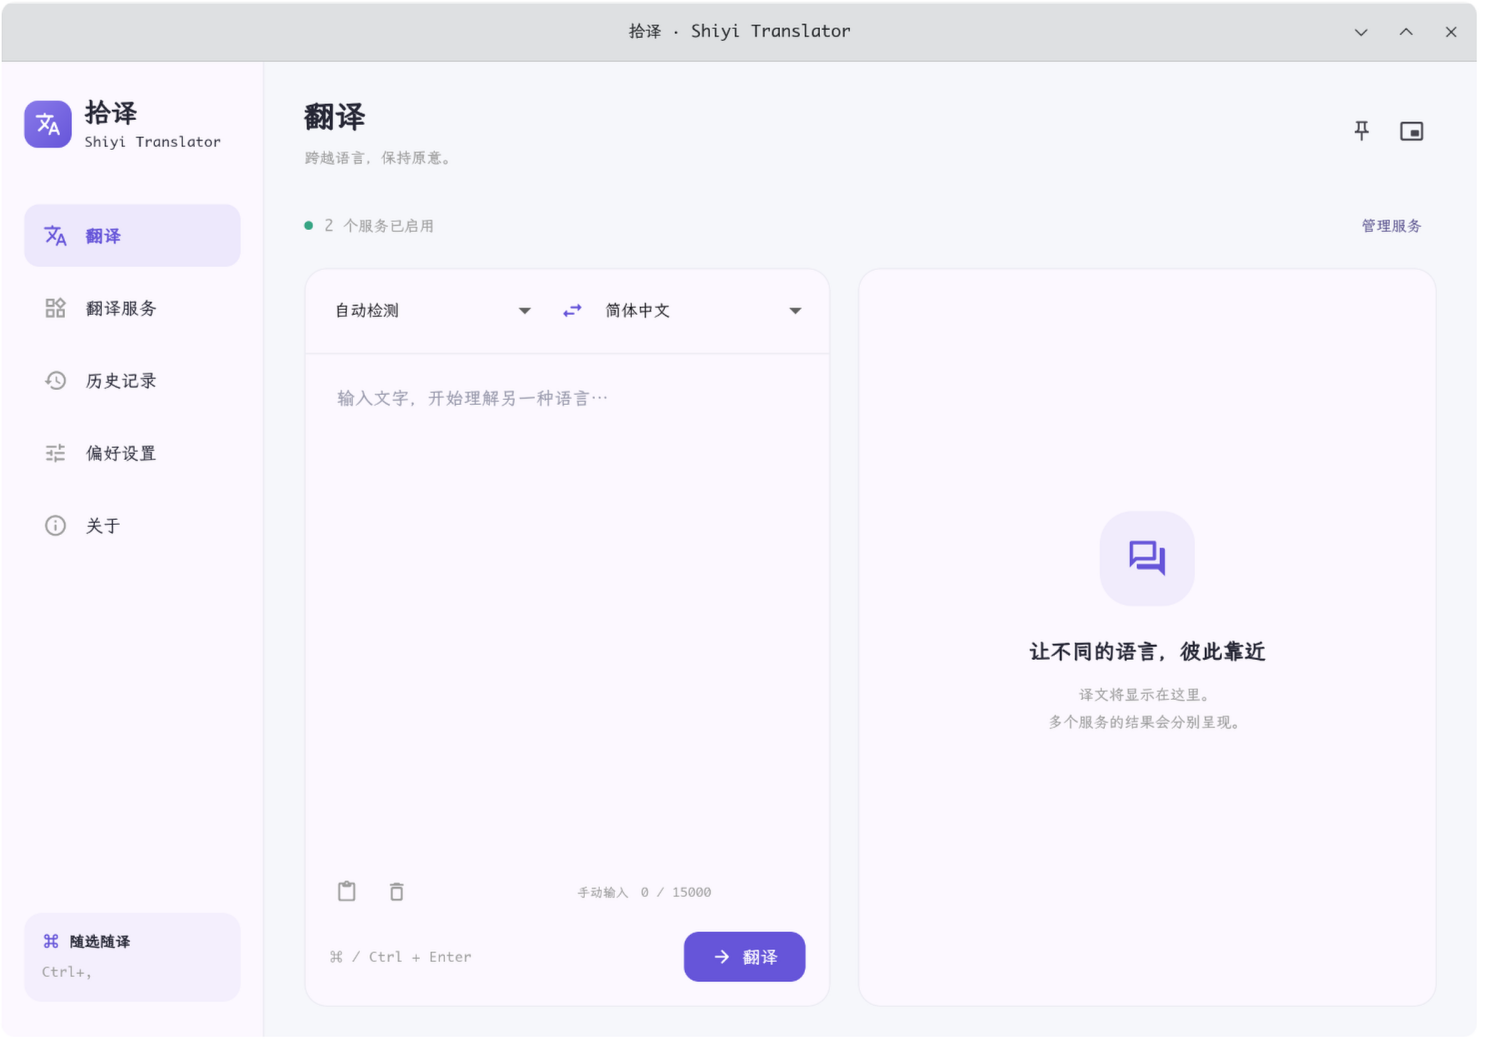 拾译 · Shiyi Translator
拾译
Shiyi Translator
翻译
翻译服务
历史记录
偏好设置
关于
⌘ 随选随译
Ctrl+,
翻译
跨越语言，保持原意。
2 个服务已启用
管理服务
自动检测
简体中文
输入文字，开始理解另一种语言…
手动输入 0 / 15000
⌘ / Ctrl + Enter
翻译
让不同的语言，彼此靠近
译文将显示在这里。
多个服务的结果会分别呈现。